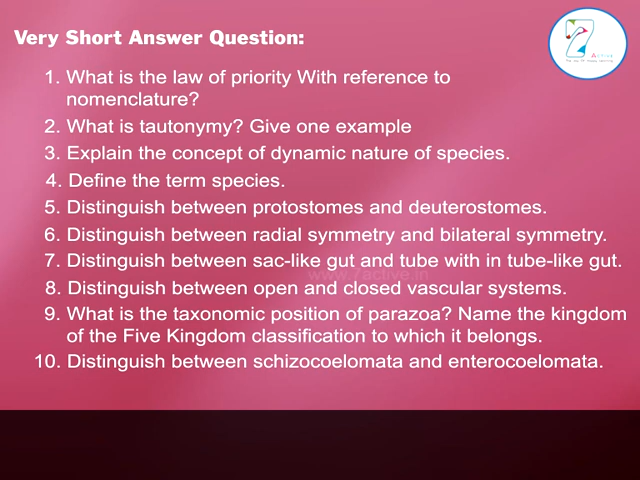 Very Short Answer Question:
7 Active
1. What is the law of priority With reference to
nomenclature?
2. What is tautonymy? Give one example
3. Explain the concept of dynamic nature of species.
4. Define the term species.
5. Distinguish between protostomes and deuterostomes.
6. Distinguish between radial symmetry and bilateral symmetry.
7. Distinguish between sac-like gut and tube with in tube-like gut.
www.7active.in
8. Distinguish between open and closed vascular systems.
9. What is the taxonomic position of parazoa? Name the kingdom
of the Five Kingdom classification to which it belongs.
10. Distinguish between schizocoelomata and enterocoelomata.